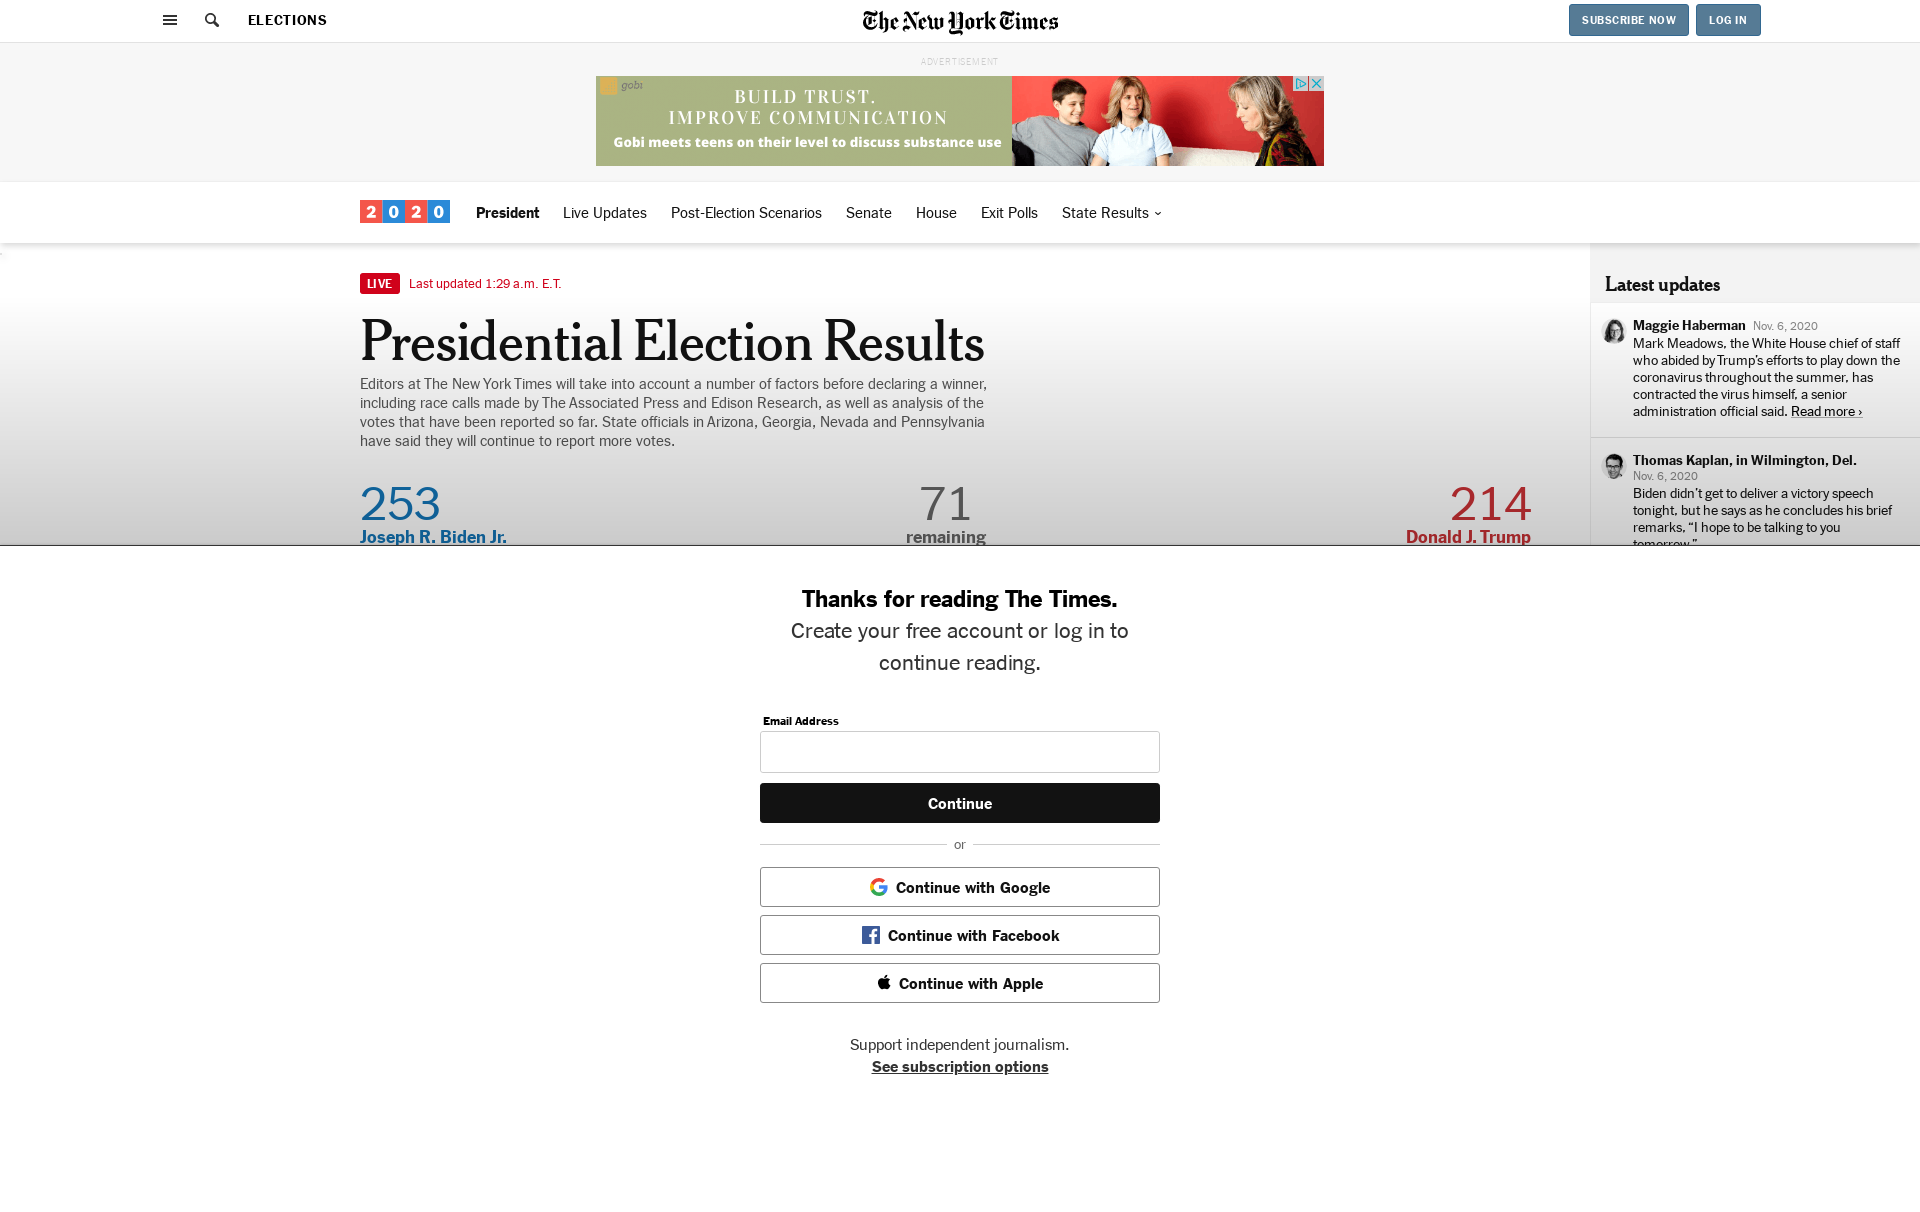 ELECTIONS
The New York Times
SUBSCRIBE NOW
LOG IN
ADVERTISEMENT
gobi
BUILD TRUST.
IMPROVE COMMUNICATION
Gobi meets teens on their level to discuss substance use
2020
President
Live Updates
Post-Election Scenarios
Senate
House
Exit Polls
State Results
LIVE
Last updated 1:29 a.m. E.T.
Presidential Election Results
Editors at The New York Times will take into account a number of factors before declaring a winner,
including race calls made by The Associated Press and Edison Research, as well as analysis of the
votes that have been reported so far. State officials in Arizona, Georgia, Nevada and Pennsylvania
have said they will continue to report more votes.
253
Joseph R. Biden Jr.
71
remaining
214
Donald J. Trump
Latest updates
Maggie Haberman Nov. 6, 2020
Mark Meadows, the White House chief of staff
who abided by Trump’s efforts to play down the
coronavirus throughout the summer, has
contracted the virus himself, a senior
administration official said. Read more ›
Thomas Kaplan, in Wilmington, Del.
Nov. 6, 2020
Biden didn’t get to deliver a victory speech
tonight, but he says as he concludes his brief
remarks, “I hope to be talking to you
tomorrow.”
Thanks for reading The Times.
Create your free account or log in to
continue reading.
Email Address
Continue
or
Continue with Google
Continue with Facebook
Continue with Apple
Support independent journalism.
See subscription options